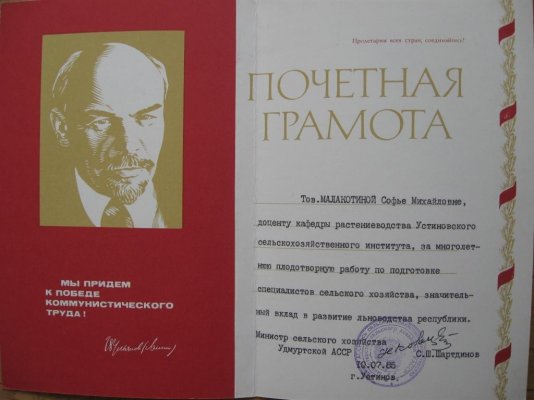 МЫ ПРИДЕМ
К ПОБЕДЕ
КОММУНИСТИЧЕСКОГО
ТРУДА!
Пролетарии всех стран, соединяйтесь!
ПОЧЕТНАЯ
ГРАМОТА
Тов.МАЛАКОТИНОЙ Софье Михайловне,
доценту кафедры растениеводства Устиновского
сельскохозяйственного института, за многолет-
нюю плодотворную работу по подготовке
специалистов сельского хозяйства, значитель-
ный вклад в развитие льноводства республики.
Министр сельского хозяйства
Удмуртской АССР С.Ш.Шартдинов
10.07.85
г.Устинов.